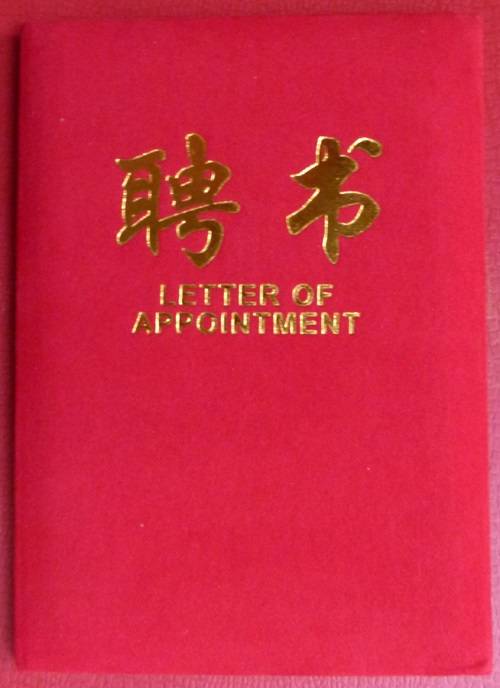 聘书
LETTER OF
APPOINTMENT